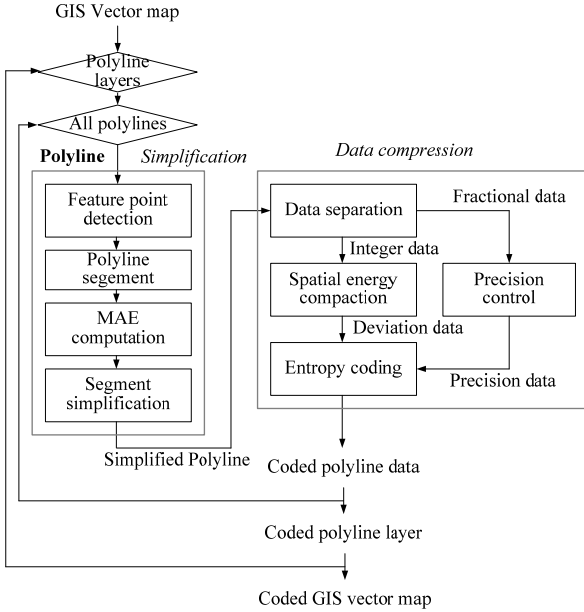 GIS Vector map
Polyline
layers
All polylines
Polyline
Simplification
Data compression
Feature point
detection
Polyline
segement
MAE
computation
Segment
simplification
Simplified Polyline
Data separation
Fractional data
Integer data
Spatial energy
compaction
Precision
control
Deviation data
Entropy coding
Precision data
Coded polyline data
Coded polyline layer
Coded GIS vector map